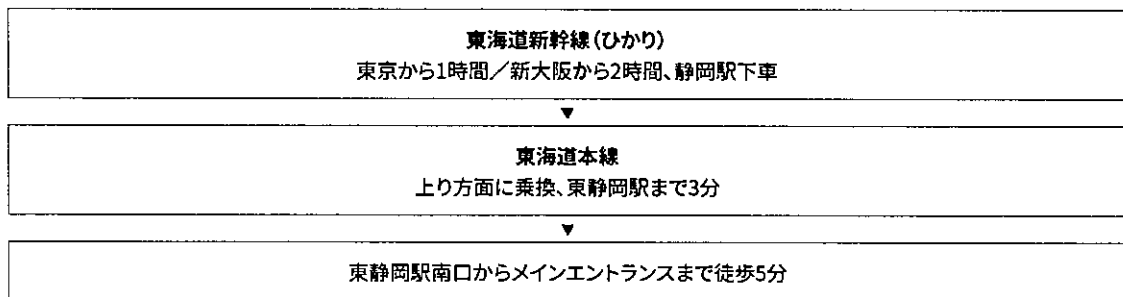 東海道新幹線(ひかり)
東京から1時間／新大阪から2時間、静岡駅下車
▼
東海道本線
上り方面に乗換、東静岡駅まで3分
▼
東静岡駅南口からメインエントランスまで徒歩5分